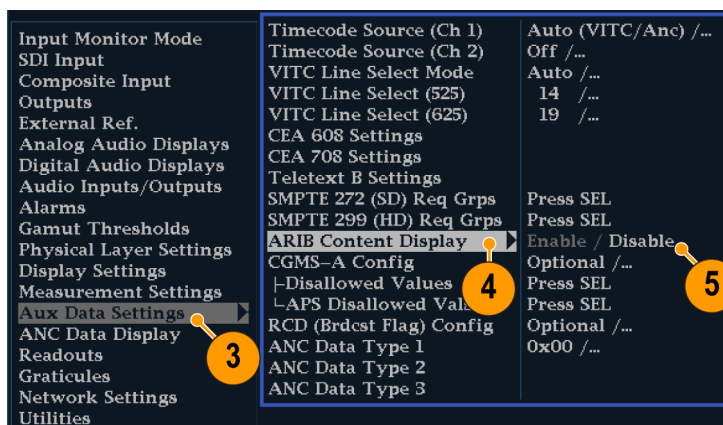 Input Monitor Mode
SDI Input
Composite Input
Outputs
External Ref.
Analog Audio Displays
Digital Audio Displays
Audio Inputs/Outputs
Alarms
Gamut Thresholds
Physical Layer Settings
Display Settings
Measurement Settings
Aux Data Settings
ANC Data Display
Readouts
Graticules
Network Settings
Utilities
3
Timecode Source (Ch 1) Auto (VITC/Anc) /...
Timecode Source (Ch 2) Off /...
VITC Line Select Mode Auto /...
VITC Line Select (525) 14 /...
VITC Line Select (625) 19 /...
CEA 608 Settings
CEA 708 Settings
Teletext B Settings
SMPTE 272 (SD) Req Grps Press SEL
SMPTE 299 (HD) Req Grps Press SEL
ARIB Content Display Enable / Disable
CGMS-A Config Optional /...
├Disallowed Values Press SEL
└APS Disallowed Press SEL
RCD (Brdcst Flag) Config Optional /...
ANC Data Type 1 0x00 /...
ANC Data Type 2
ANC Data Type 3
4
5